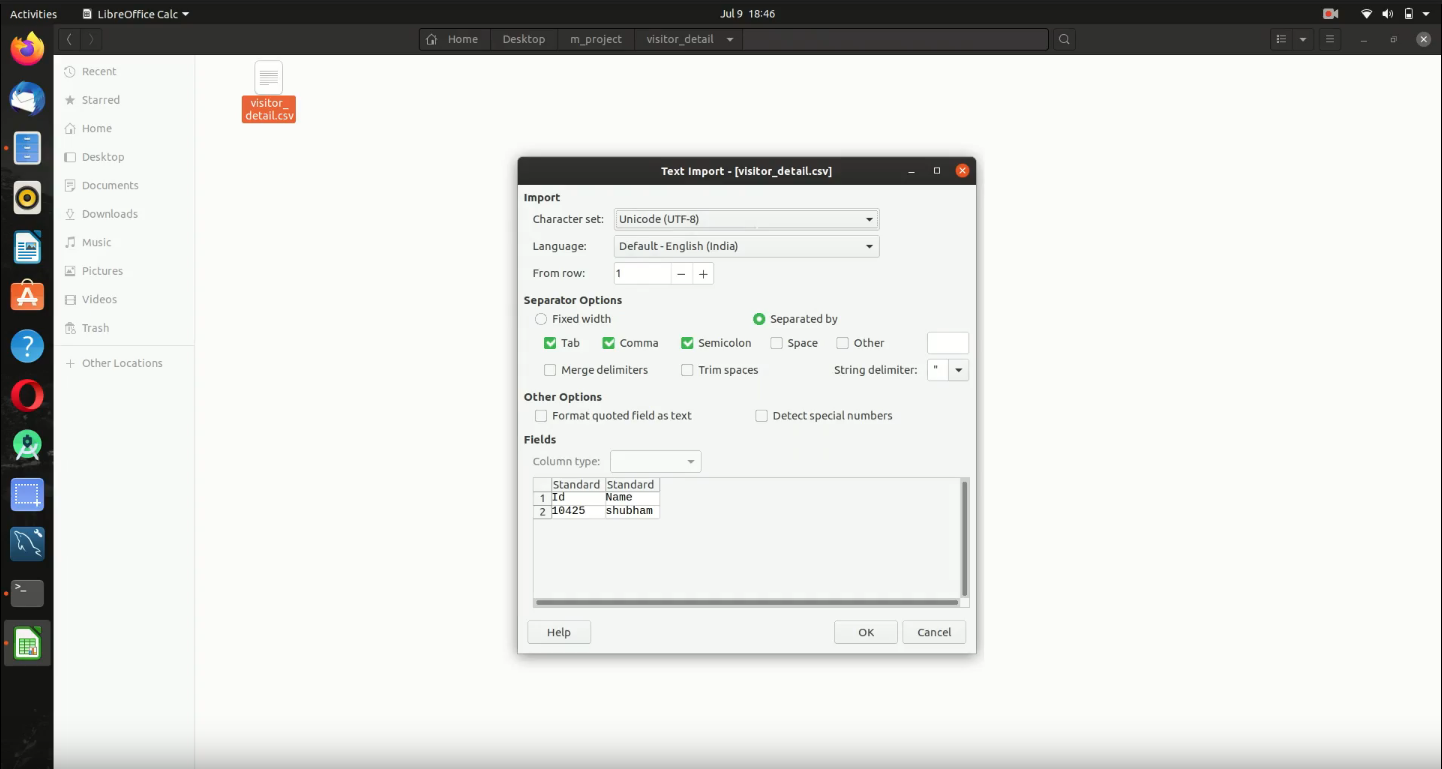 Activities LibreOffice Calc Jul 9 18:46
Home Desktop m_project visitor_detail
Recent
Starred
Home
Desktop
Documents
Downloads
Music
Pictures
Videos
Trash
+ Other Locations
visitor_
detail.csv
Text Import - [visitor_detail.csv]
Import
Character set: Unicode (UTF-8)
Language: Default - English (India)
From row: 1 − +
Separator Options
Fixed width Separated by
Tab Comma Semicolon Space Other
Merge delimiters Trim spaces String delimiter: "
Other Options
Format quoted field as text Detect special numbers
Fields
Column type:
Standard Standard
1 Id Name
2 10425 shubham
Help OK Cancel